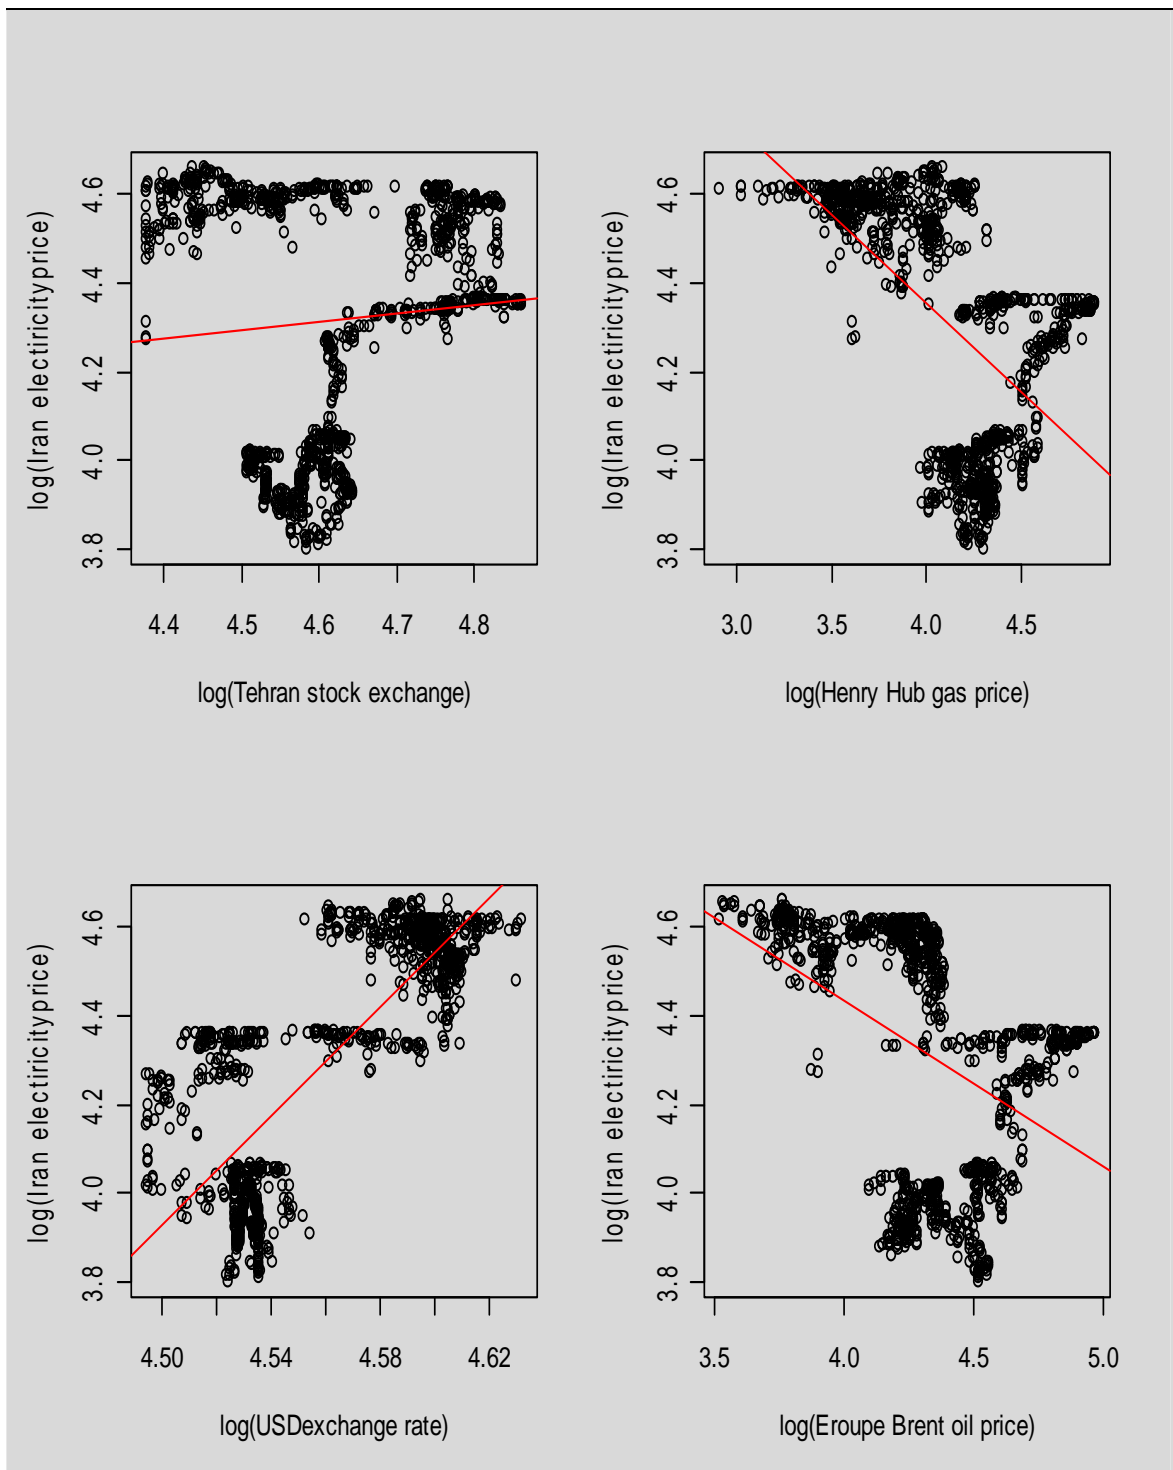 log(Iran electiricityprice)
4.6
4.4
4.2
4.0
3.8
4.4 4.5 4.6 4.7 4.8
log(Tehran stock exchange)
log(Iran electiricityprice)
4.6
4.4
4.2
4.0
3.8
3.0 3.5 4.0 4.5
log(Henry Hub gas price)
log(Iran electiricityprice)
4.6
4.4
4.2
4.0
3.8
4.50 4.54 4.58 4.62
log(USDexchange rate)
log(Iran electiricityprice)
4.6
4.4
4.2
4.0
3.8
3.5 4.0 4.5 5.0
log(Eroupe Brent oil price)